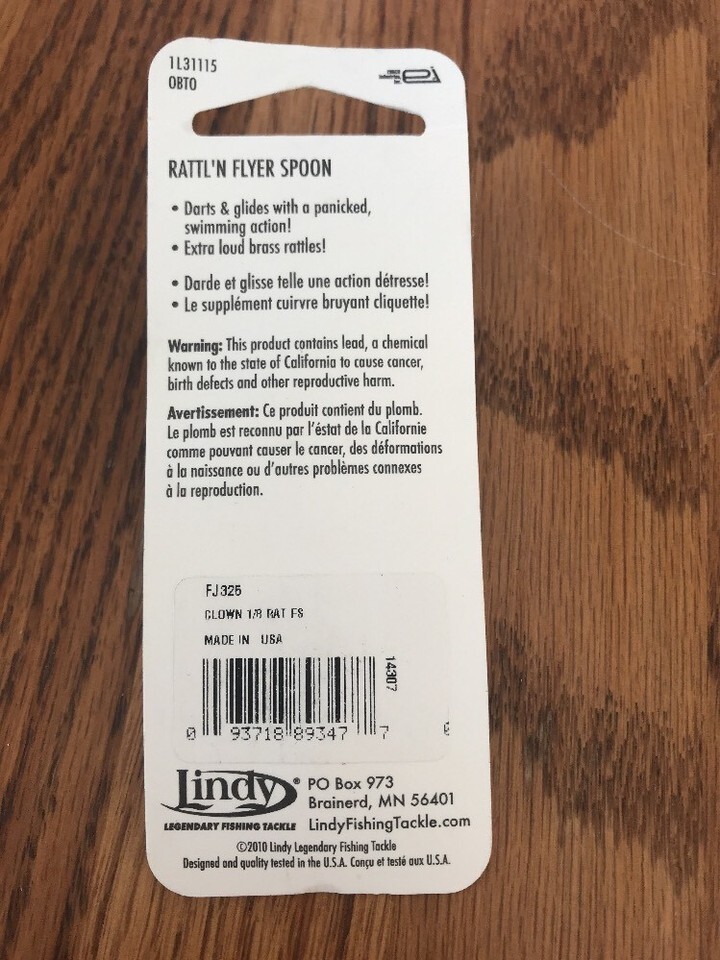 1L31115
OBTO
RATTL'N FLYER SPOON
• Darts & glides with a panicked,
swimming action!
• Extra loud brass rattles!
• Darde et glisse telle une action détresse!
• Le supplément cuirvre bruyant cliquette!
Warning: This product contains lead, a chemical
known to the state of California to cause cancer,
birth defects and other reproductive harm.
Avertissement: Ce produit contient du plomb.
Le plomb est reconnu par l'éstat de la Californie
comme pouvant causer le cancer, des déformations
à la naissance ou d'autres problèmes connexes
à la reproduction.
FJ325
CLOWN 1/8 RAT FS
MADE IN USA
14307
0 93718 89347 7
Lindy®
LEGENDARY FISHING TACKLE
PO Box 973
Brainerd, MN 56401
LindyFishingTackle.com
©2010 Lindy Legendary Fishing Tackle
Designed and quality tested in the U.S.A. Conçu et testé aux U.S.A.